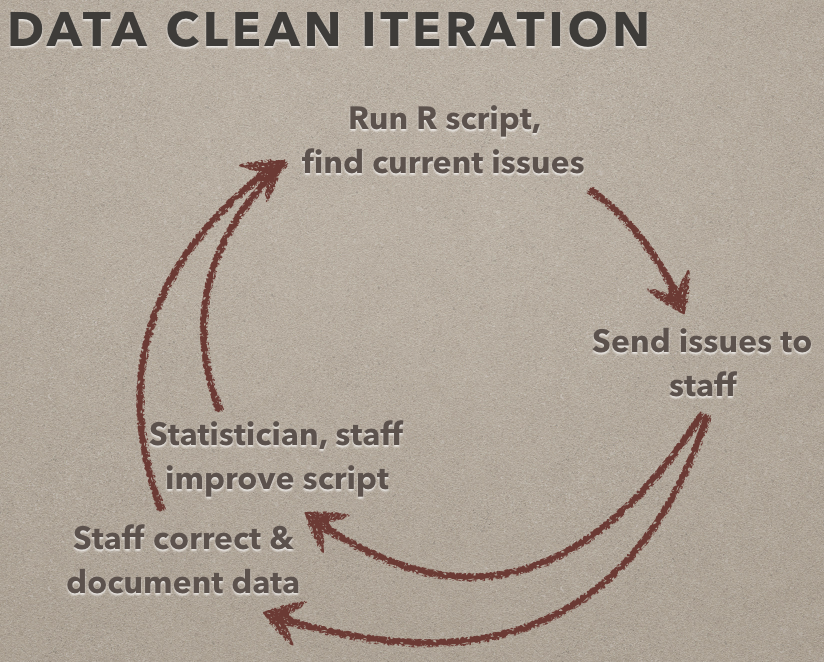 DATA CLEAN ITERATION
Run R script,
find current issues
Send issues to
staff
Statistician, staff
improve script
Staff correct &
document data